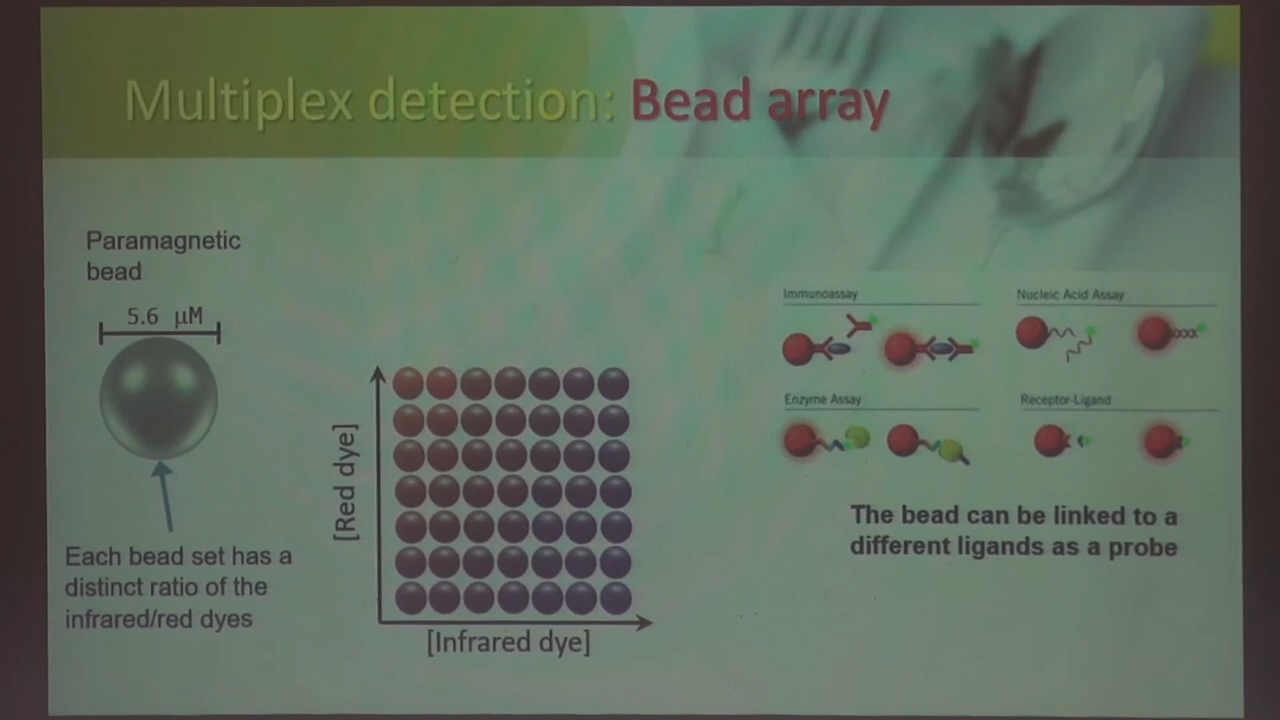 Multiplex detection: Bead array
Paramagnetic
bead
5.6 µM
Each bead set has a
distinct ratio of the
infrared/red dyes
[Red dye]
[Infrared dye]
Immunoassay
Nucleic Acid Assay
Enzyme Assay
Receptor-Ligand
The bead can be linked to a
different ligands as a probe